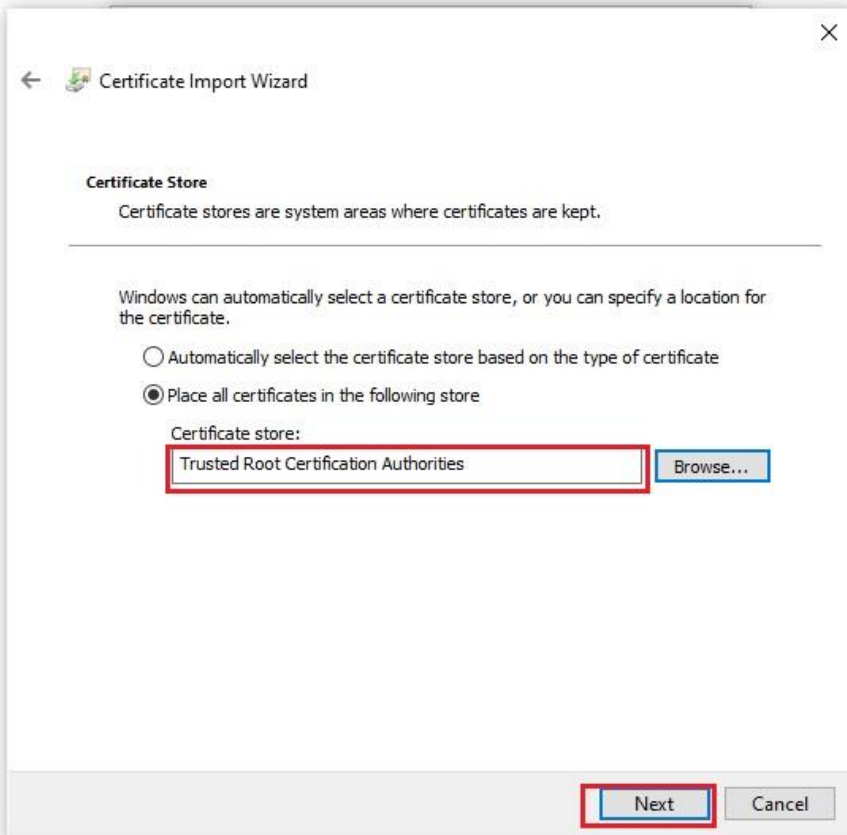 Certificate Import Wizard
Certificate Store
Certificate stores are system areas where certificates are kept.
Windows can automatically select a certificate store, or you can specify a location for
the certificate.
Automatically select the certificate store based on the type of certificate
Place all certificates in the following store
Certificate store:
Trusted Root Certification Authorities
Browse...
Next
Cancel